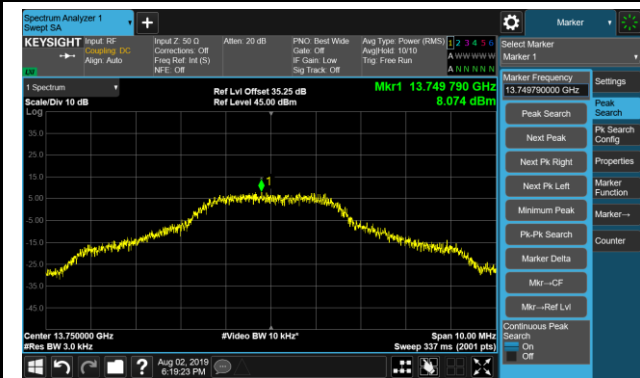 Spectrum Analyzer 1
Swept SA
+
Marker
KEYSIGHT
Input: RF
Coupling: DC
Align: Auto
Input Z: 50 Ω
Corrections: Off
Freq Ref: Int (S)
NFE: Off
Atten: 20 dB
PNO: Best Wide
Gate: Off
IF Gain: Low
Sig Track: Off
Avg Type: Power (RMS)
Avg|Hold: 10/10
Trig: Free Run
1 2 3 4 5 6
A W W W W W
A N N N N N
Select Marker
Marker 1
1 Spectrum
Scale/Div 10 dB
Log
Ref Lvl Offset 35.25 dB
Ref Level 45.00 dBm
Mkr1 13.749 790 GHz
8.074 dBm
35.0
25.0
15.0
5.00
-5.00
-15.0
-25.0
-35.0
-45.0
1
Center 13.750000 GHz
#Res BW 3.0 kHz
#Video BW 10 kHz*
Span 10.00 MHz
Sweep 337 ms (2001 pts)
Marker Frequency
13.749790000 GHz
Peak Search
Next Peak
Next Pk Right
Next Pk Left
Minimum Peak
Pk-Pk Search
Marker Delta
Mkr→CF
Mkr→Ref Lvl
Continuous Peak
Search
On
Off
Settings
Peak
Search
Pk Search
Config
Properties
Marker
Function
Marker→
Counter
?
Aug 02, 2019
6:19:23 PM